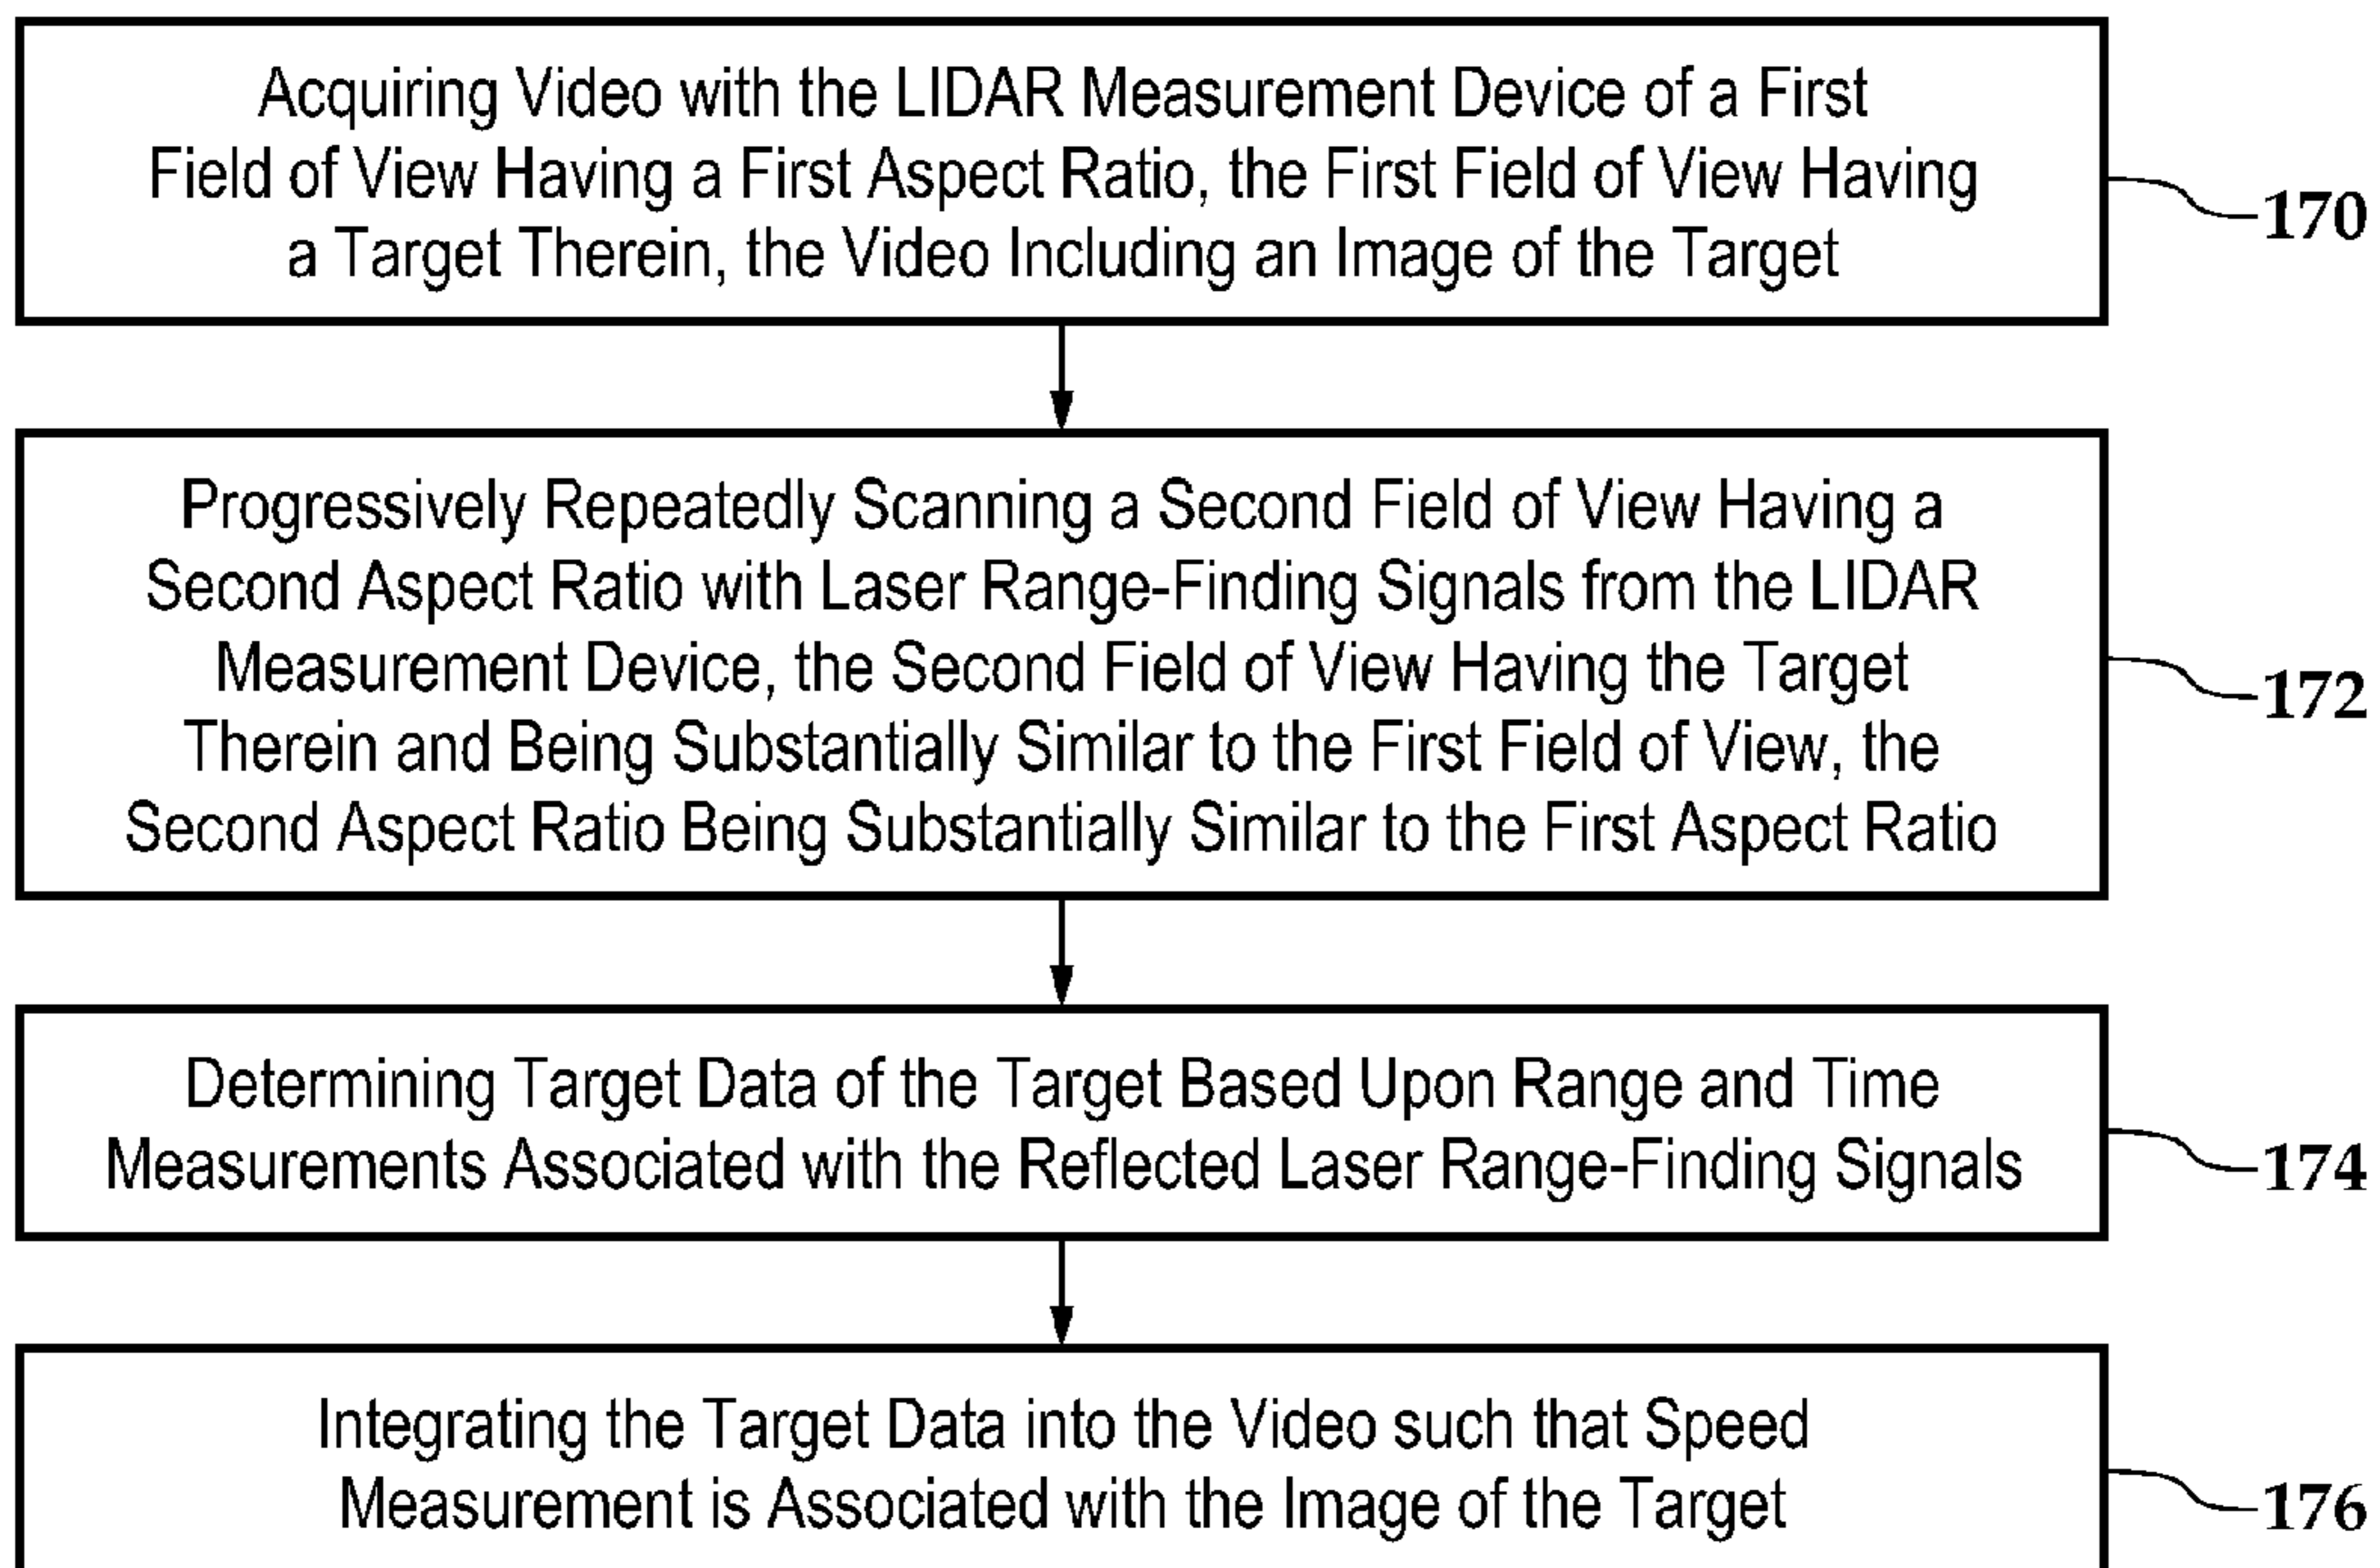 Acquiring Video with the LIDAR Measurement Device of a First
Field of View Having a First Aspect Ratio, the First Field of View Having
a Target Therein, the Video Including an Image of the Target
170
Progressively Repeatedly Scanning a Second Field of View Having a
Second Aspect Ratio with Laser Range-Finding Signals from the LIDAR
Measurement Device, the Second Field of View Having the Target
Therein and Being Substantially Similar to the First Field of View, the
Second Aspect Ratio Being Substantially Similar to the First Aspect Ratio
172
Determining Target Data of the Target Based Upon Range and Time
Measurements Associated with the Reflected Laser Range-Finding Signals
174
Integrating the Target Data into the Video such that Speed
Measurement is Associated with the Image of the Target
176